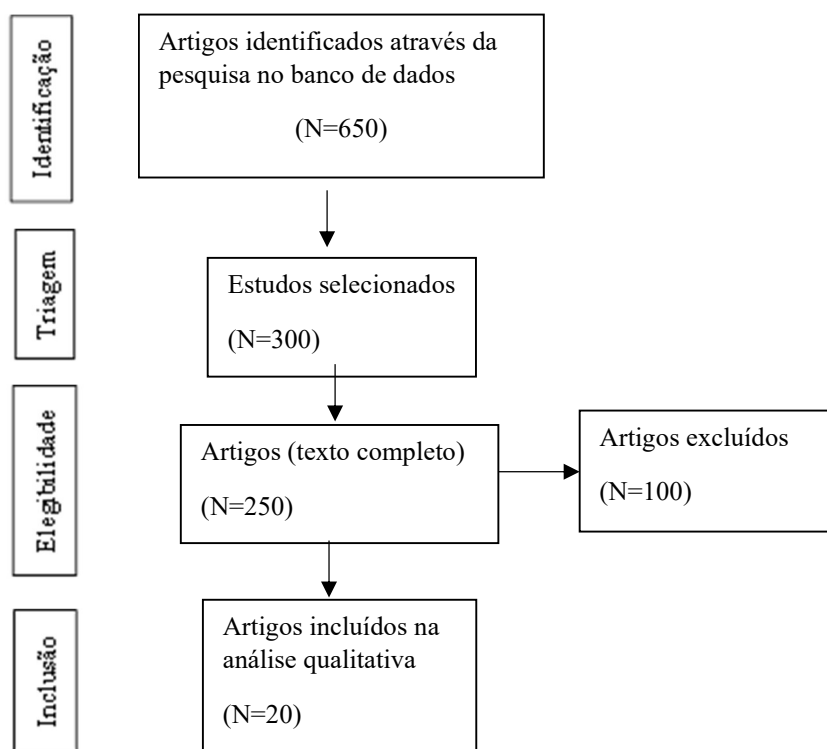 Identificação
Artigos identificados através da
pesquisa no banco de dados
(N=650)
Triagem
Estudos selecionados
(N=300)
Elegibilidade
Artigos (texto completo)
(N=250)
Artigos excluídos
(N=100)
Inclusão
Artigos incluídos na
análise qualitativa
(N=20)